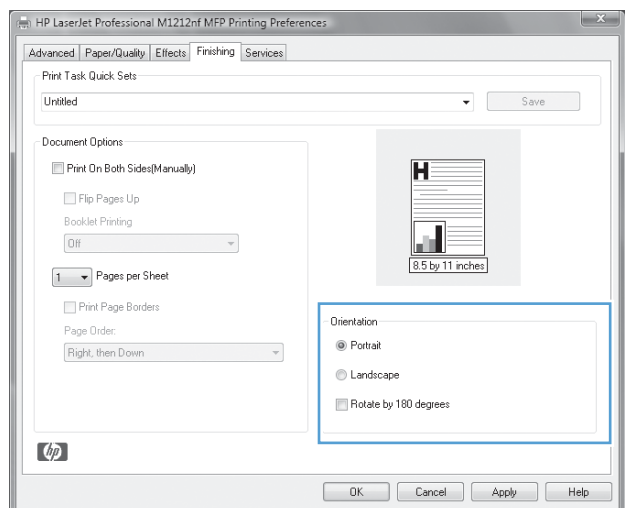 HP LaserJet Professional M1212nf MFP Printing Preferences
Advanced Paper/Quality Effects Finishing Services
Print Task Quick Sets
Untitled Save
Document Options
Print On Both Sides(Manually)
Flip Pages Up
Booklet Printing
Off
1 Pages per Sheet
Print Page Borders
Page Order:
Right, then Down
H
8.5 by 11 inches
Orientation
Portrait
Landscape
Rotate by 180 degrees
hp
OK Cancel Apply Help